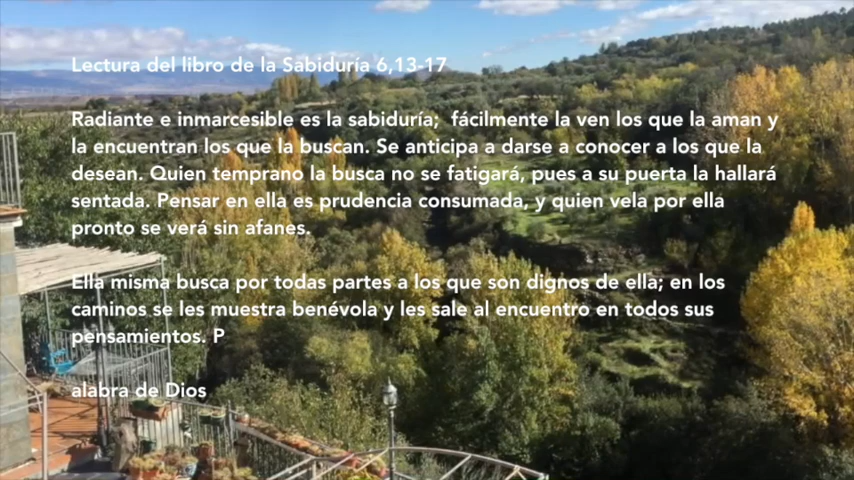 Lectura del libro de la Sabiduría 6,13-17
Radiante e inmarcesible es la sabiduría;  fácilmente la ven los que la aman y
la encuentran los que la buscan. Se anticipa a darse a conocer a los que la
desean. Quien temprano la busca no se fatigará, pues a su puerta la hallará
sentada. Pensar en ella es prudencia consumada, y quien vela por ella
pronto se verá sin afanes.
Ella misma busca por todas partes a los que son dignos de ella; en los
caminos se les muestra benévola y les sale al encuentro en todos sus
pensamientos. P
alabra de Dios